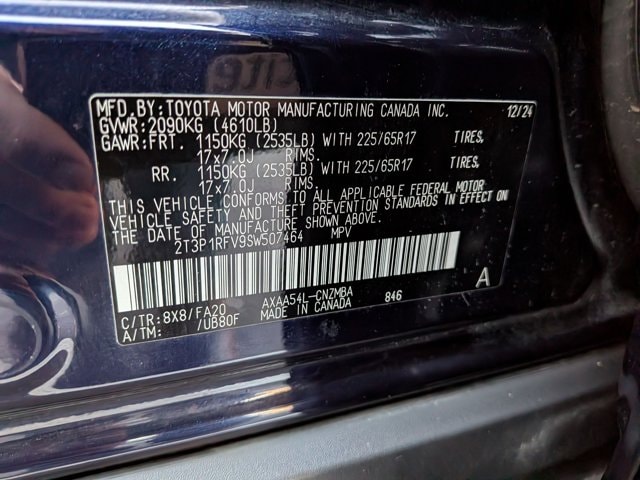 MFD.BY:TOYOTA MOTOR MANUFACTURING CANADA INC. 12/24
GVWR:2090KG (4610LB)
GAWR:FRT. 1150KG (2535LB) WITH 225/65R17 TIRES,
17x7.0J RIMS.
RR. 1150KG (2535LB) WITH 225/65R17 TIRES,
17x7.0J RIMS.
THIS VEHICLE CONFORMS TO ALL APPLICABLE FEDERAL MOTOR
VEHICLE SAFETY AND THEFT PREVENTION STANDARDS IN EFFECT ON
THE DATE OF MANUFACTURE SHOWN ABOVE.
2T3P1RFV9SW507464 MPV
A
C/TR:8X8/FA20 AXAA54L-CNZMBA 846
A/TM: /UB80F MADE IN CANADA